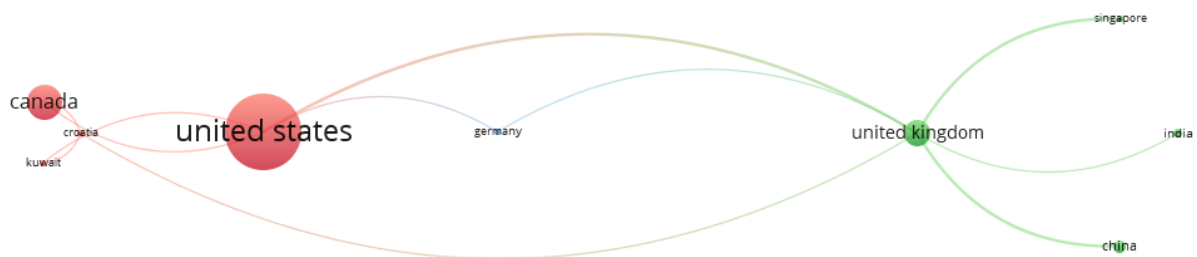 singapore
canada
croatia
united states
germany
united kingdom
india
kuwait
china